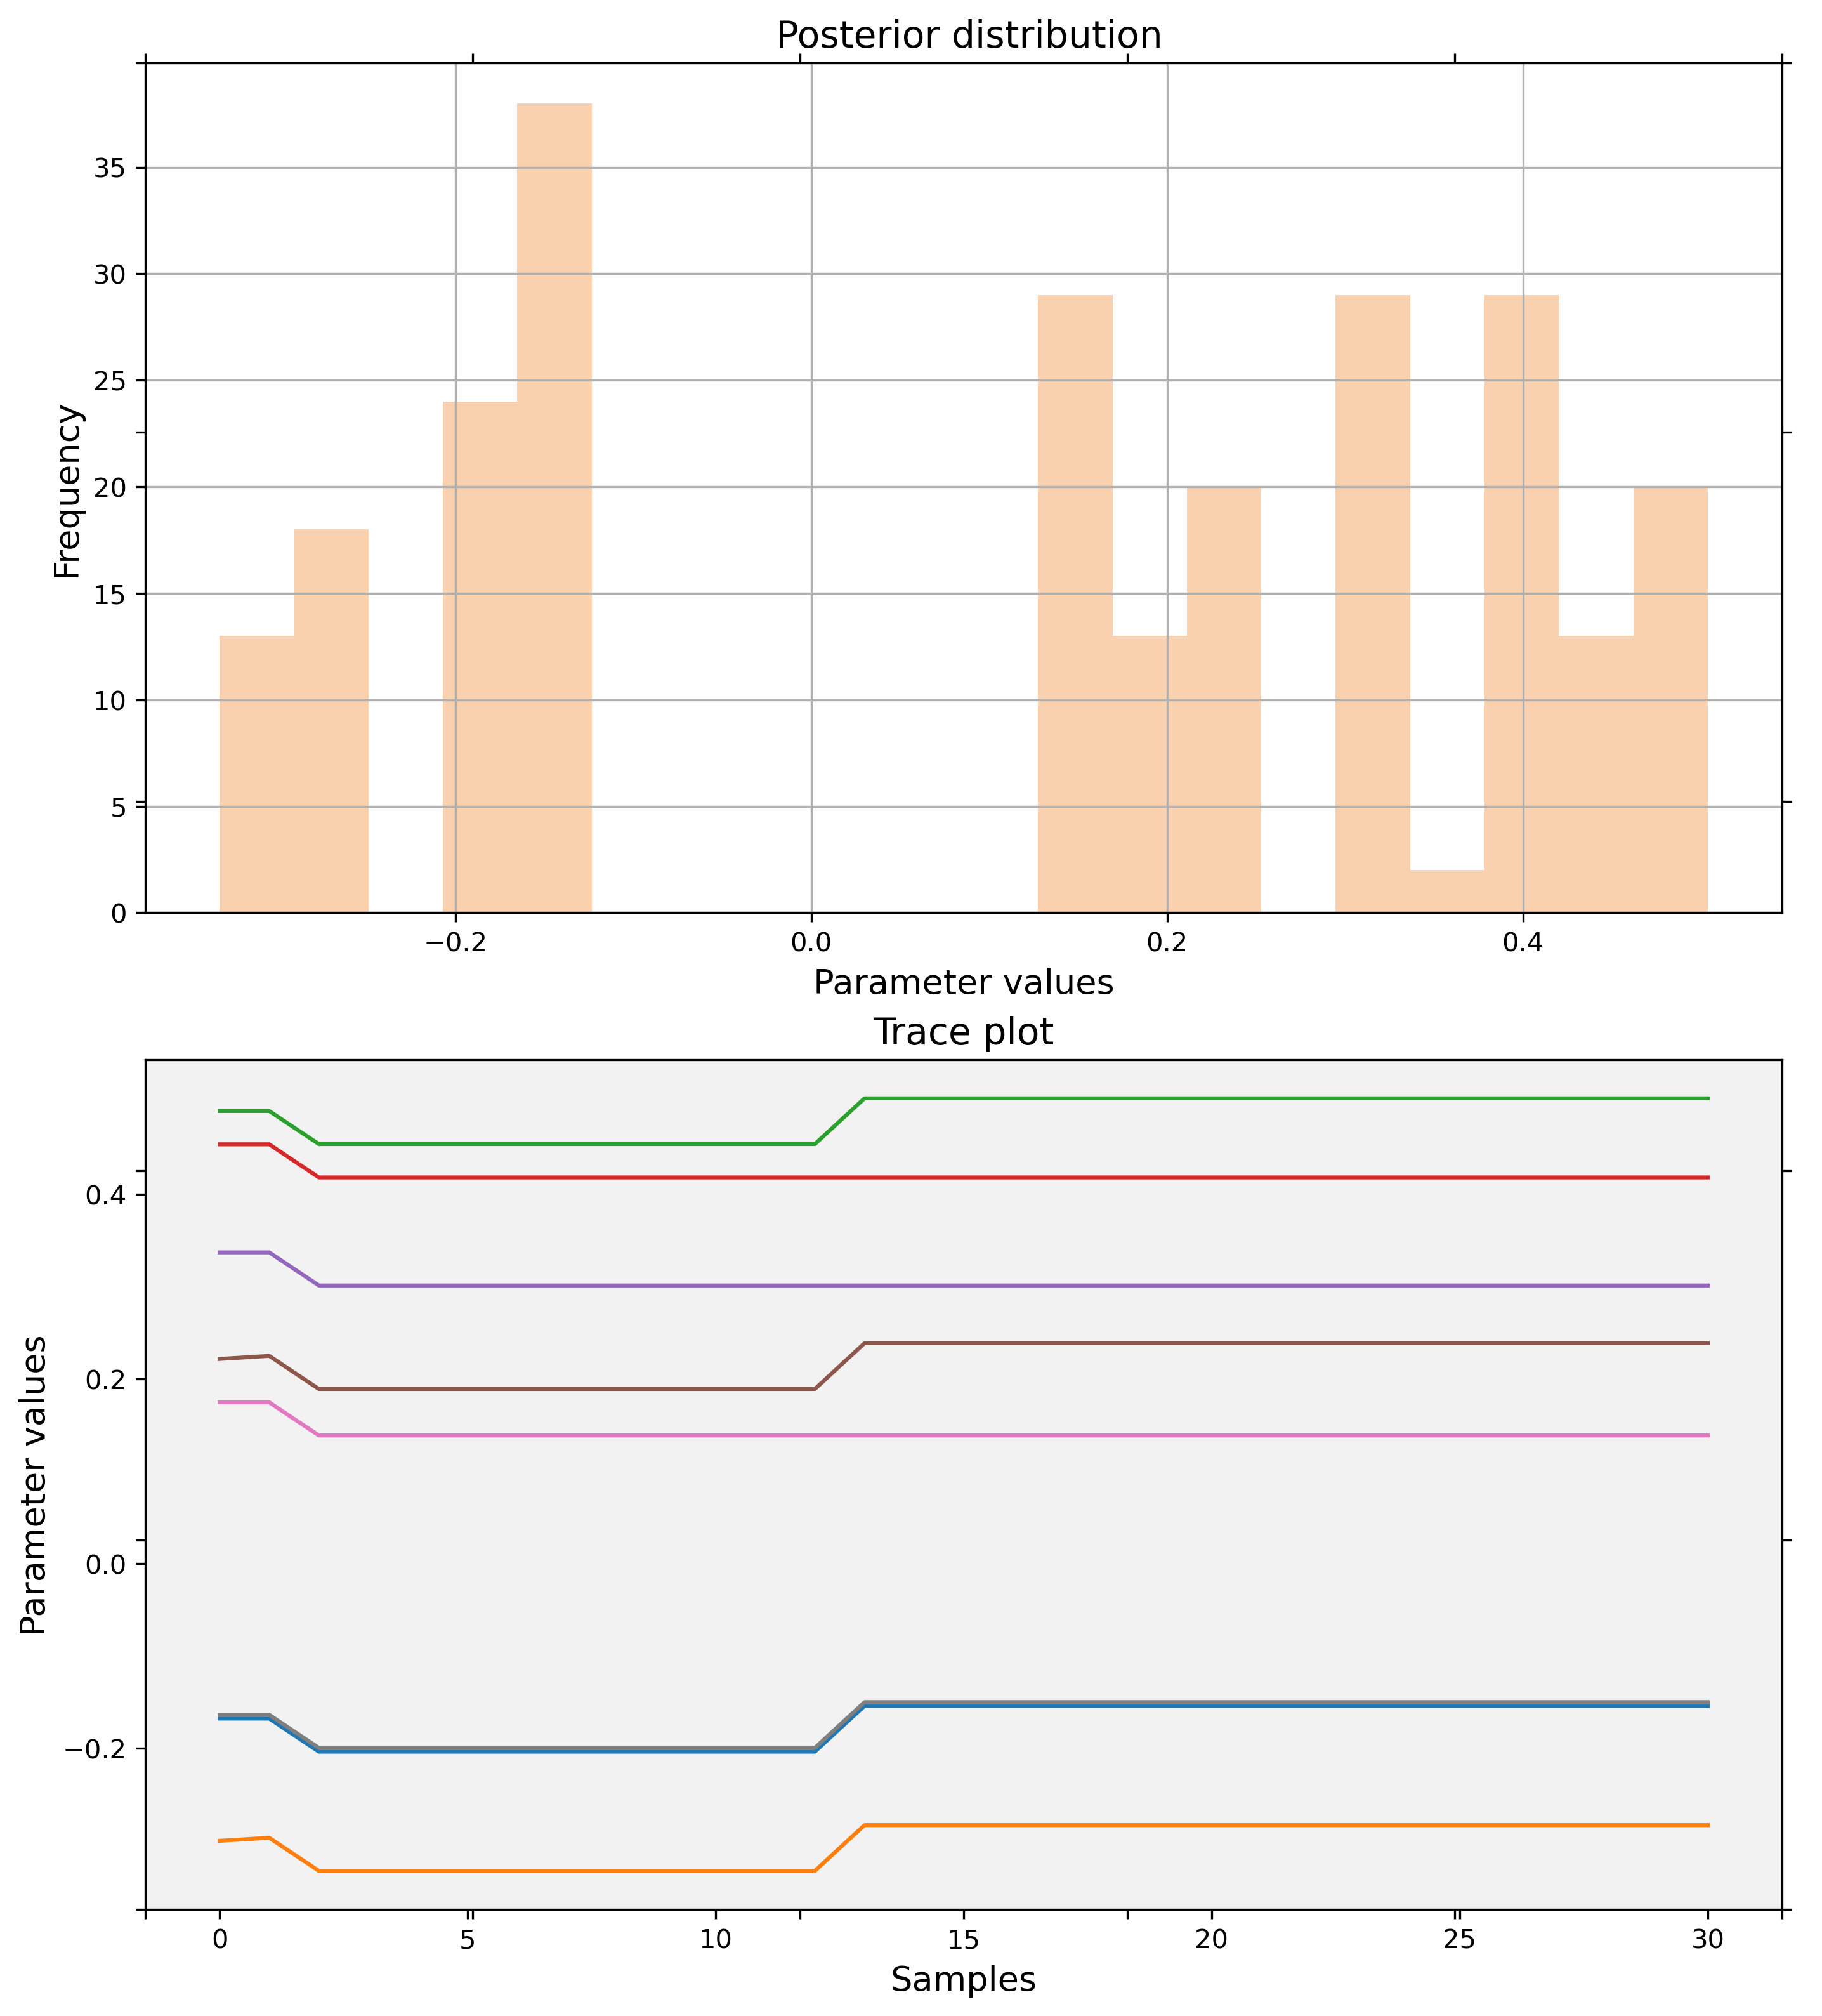 Posterior distribution
35
30
25
20
15
10
5
0
Frequency
−0.2 0.0 0.2 0.4
Parameter values
Trace plot
0.4
0.2
0.0
−0.2
Parameter values
0 5 10 15 20 25 30
Samples